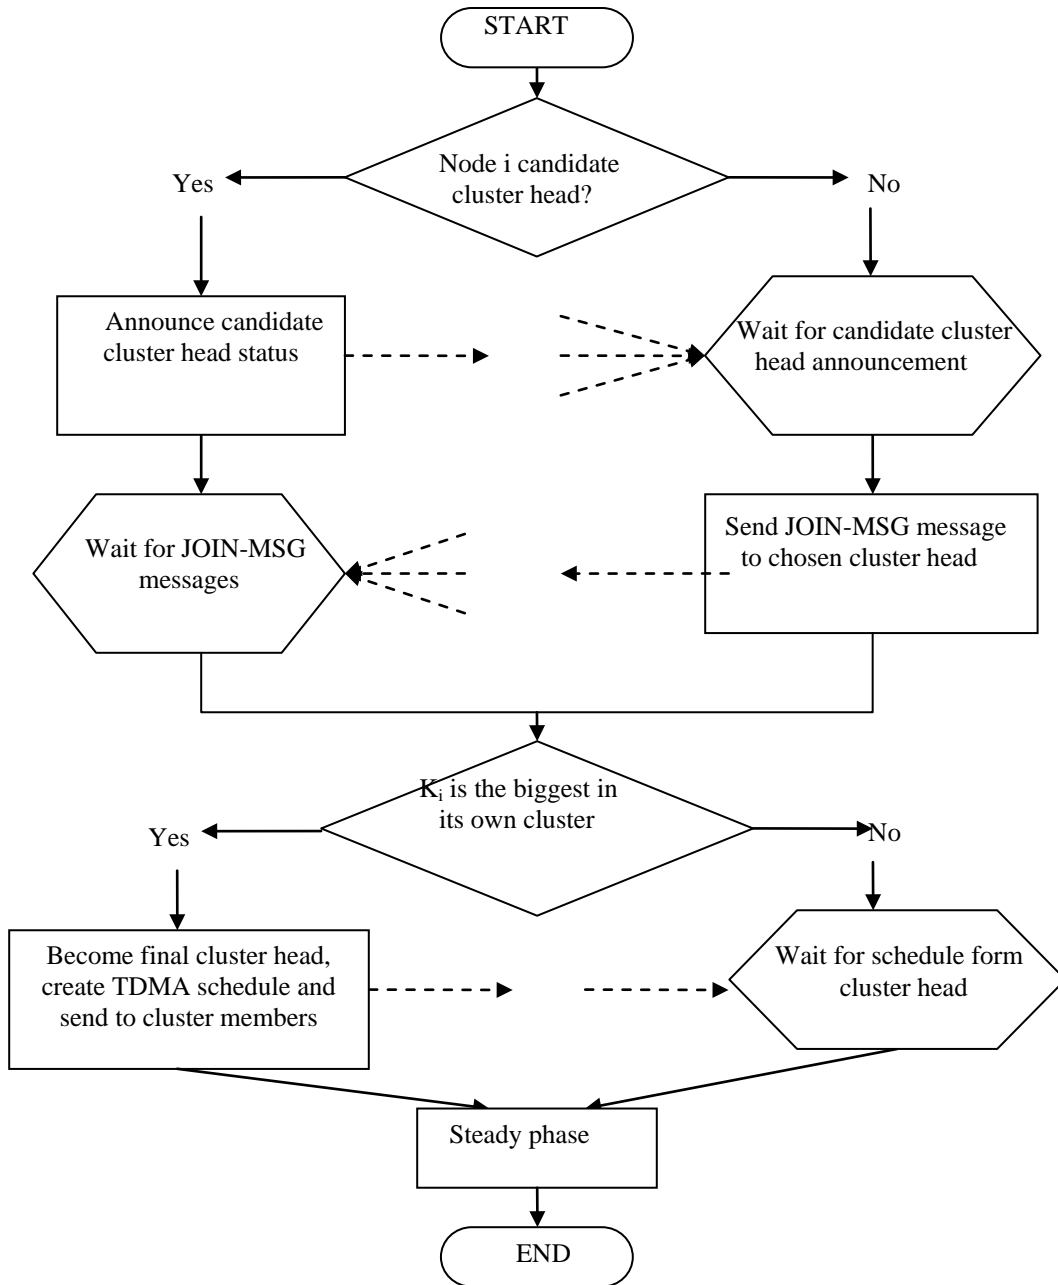 START
Node i candidate
cluster head?
Yes
No
Announce candidate
cluster head status
Wait for candidate cluster
head announcement
Wait for JOIN-MSG
messages
Send JOIN-MSG message
to chosen cluster head
Ki is the biggest in
its own cluster
Yes
No
Become final cluster head,
create TDMA schedule and
send to cluster members
Wait for schedule form
cluster head
Steady phase
END